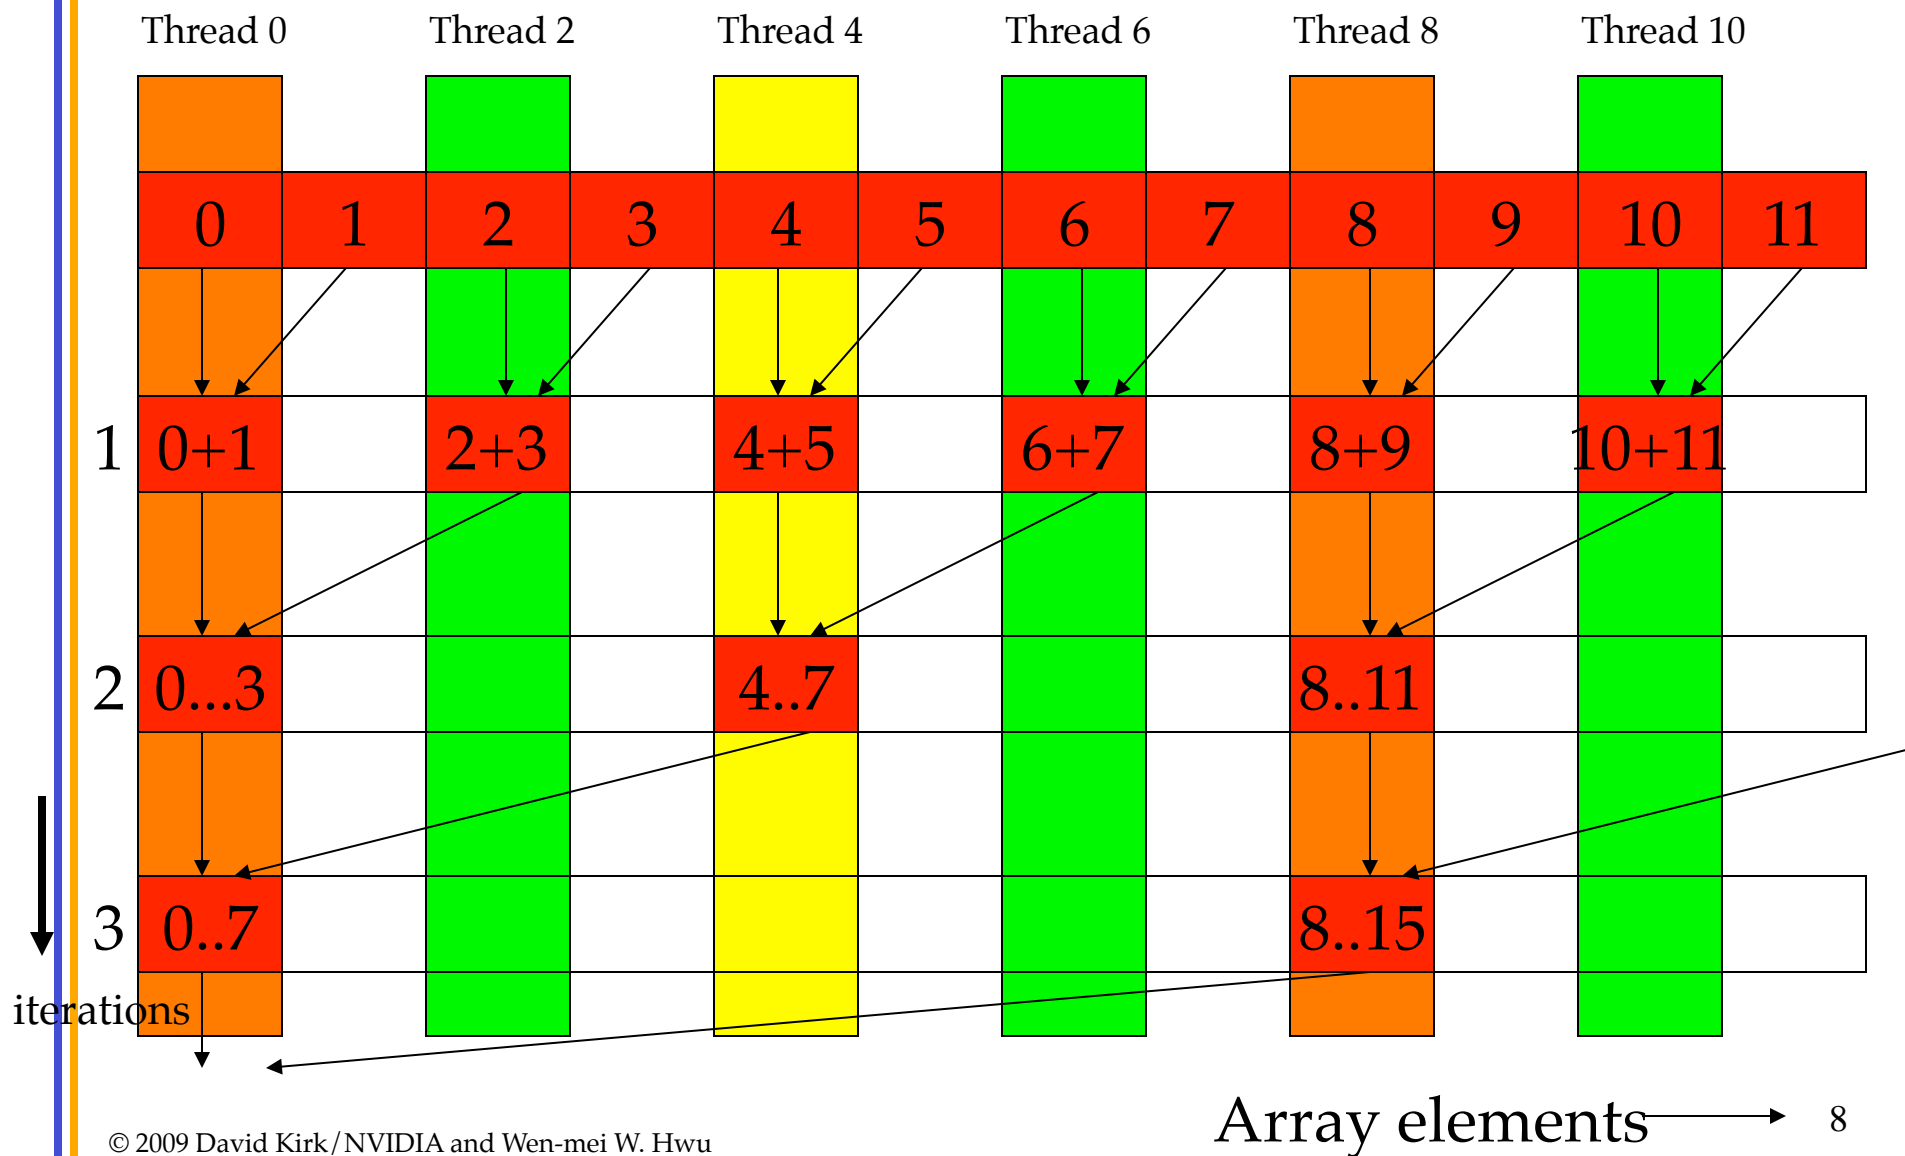 Thread 0 Thread 2 Thread 4 Thread 6 Thread 8 Thread 10
0 1 2 3 4 5 6 7 8 9 10 11
1 0+1 2+3 4+5 6+7 8+9 10+11
2 0...3 4..7 8..11
3 0..7 8..15
iterations
Array elements 8
© 2009 David Kirk/NVIDIA and Wen-mei W. Hwu